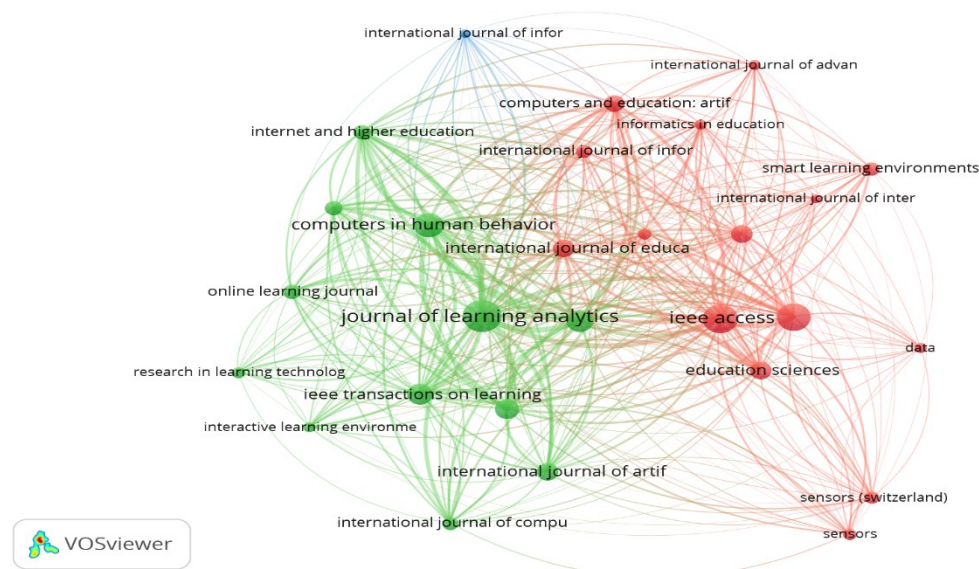 international journal of infor
international journal of advan
computers and education: artif
informatics in education
internet and higher education
international journal of infor
smart learning environments
international journal of inter
computers in human behavior
international journal of educa
online learning journal
journal of learning analytics
ieee access
data
education sciences
research in learning technolog
ieee transactions on learning
interactive learning environme
international journal of artif
sensors (switzerland)
international journal of compu
sensors
VOSviewer